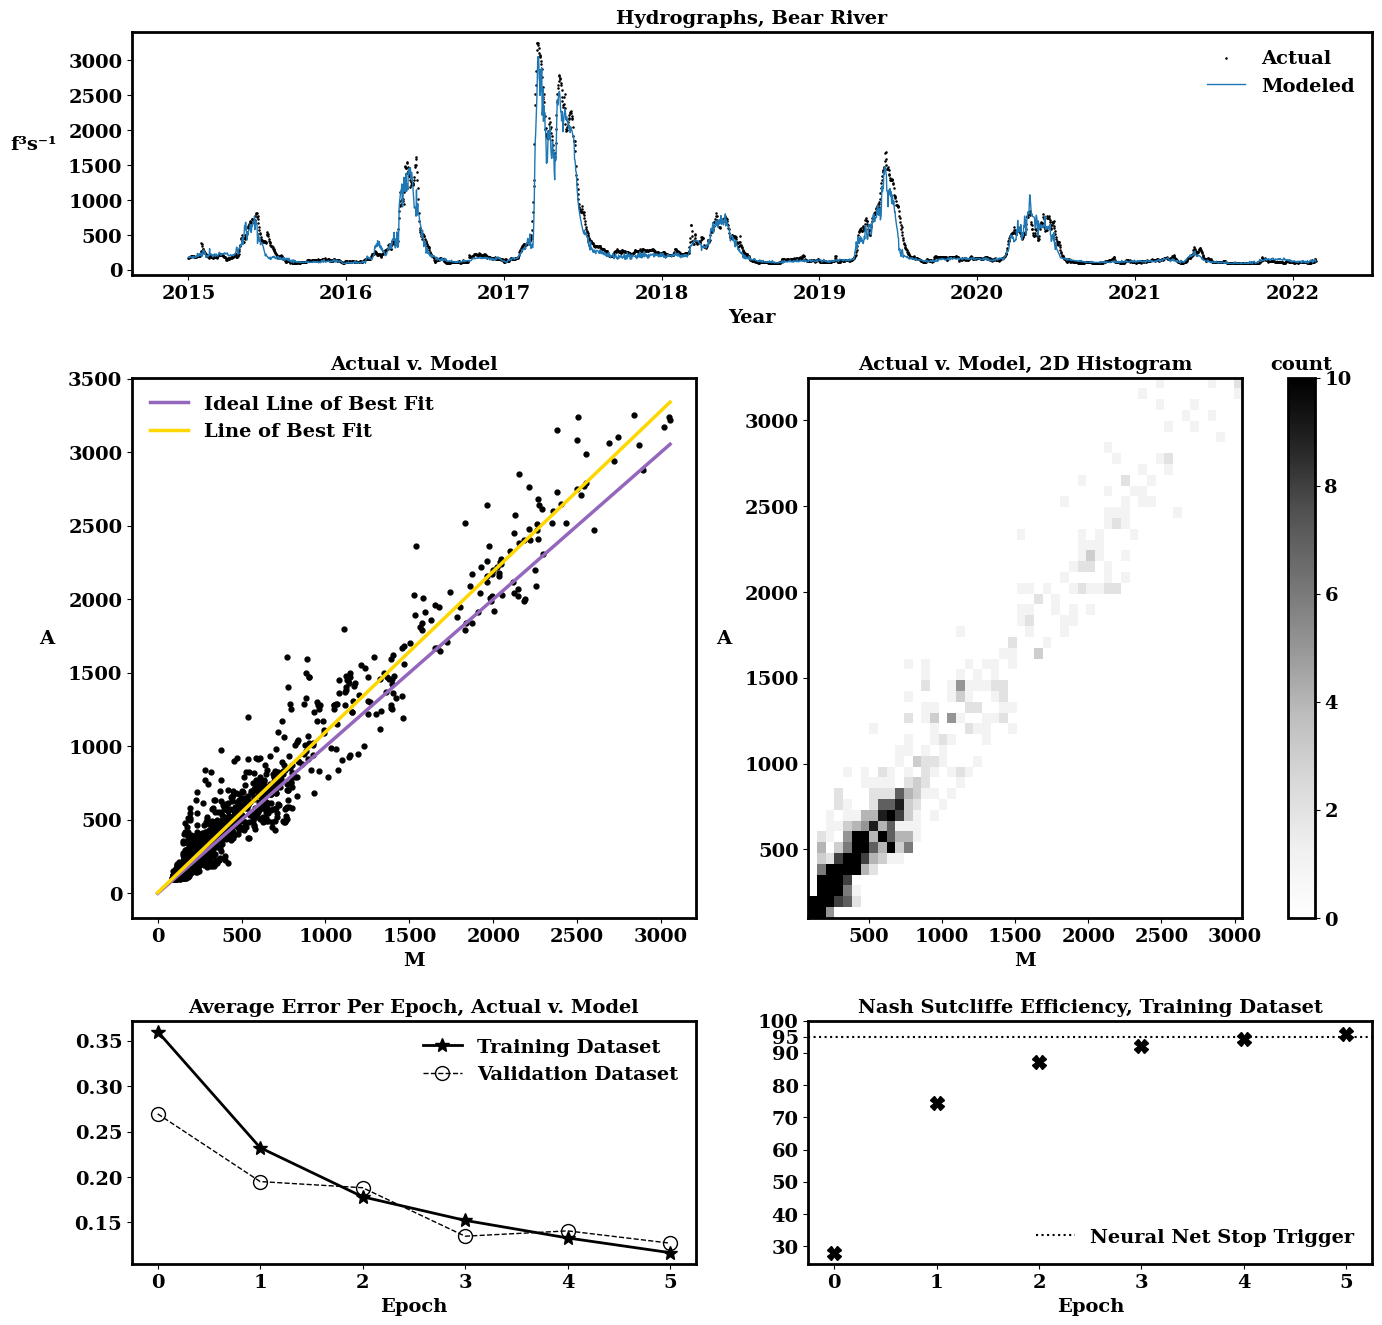 Hydrographs, Bear River
f³s⁻¹
3000
2500
2000
1500
1000
500
0
Actual
Modeled
2015 2016 2017 2018 2019 2020 2021 2022
Year
Actual v. Model
A
3500
3000
2500
2000
1500
1000
500
0
Ideal Line of Best Fit
Line of Best Fit
0 500 1000 1500 2000 2500 3000
M
Actual v. Model, 2D Histogram
A
3000
2500
2000
1500
1000
500
500 1000 1500 2000 2500 3000
M
count
10
8
6
4
2
0
Average Error Per Epoch, Actual v. Model
0.35
0.30
0.25
0.20
0.15
Training Dataset
Validation Dataset
0 1 2 3 4 5
Epoch
Nash Sutcliffe Efficiency, Training Dataset
100
95
90
80
70
60
50
40
30
Neural Net Stop Trigger
0 1 2 3 4 5
Epoch